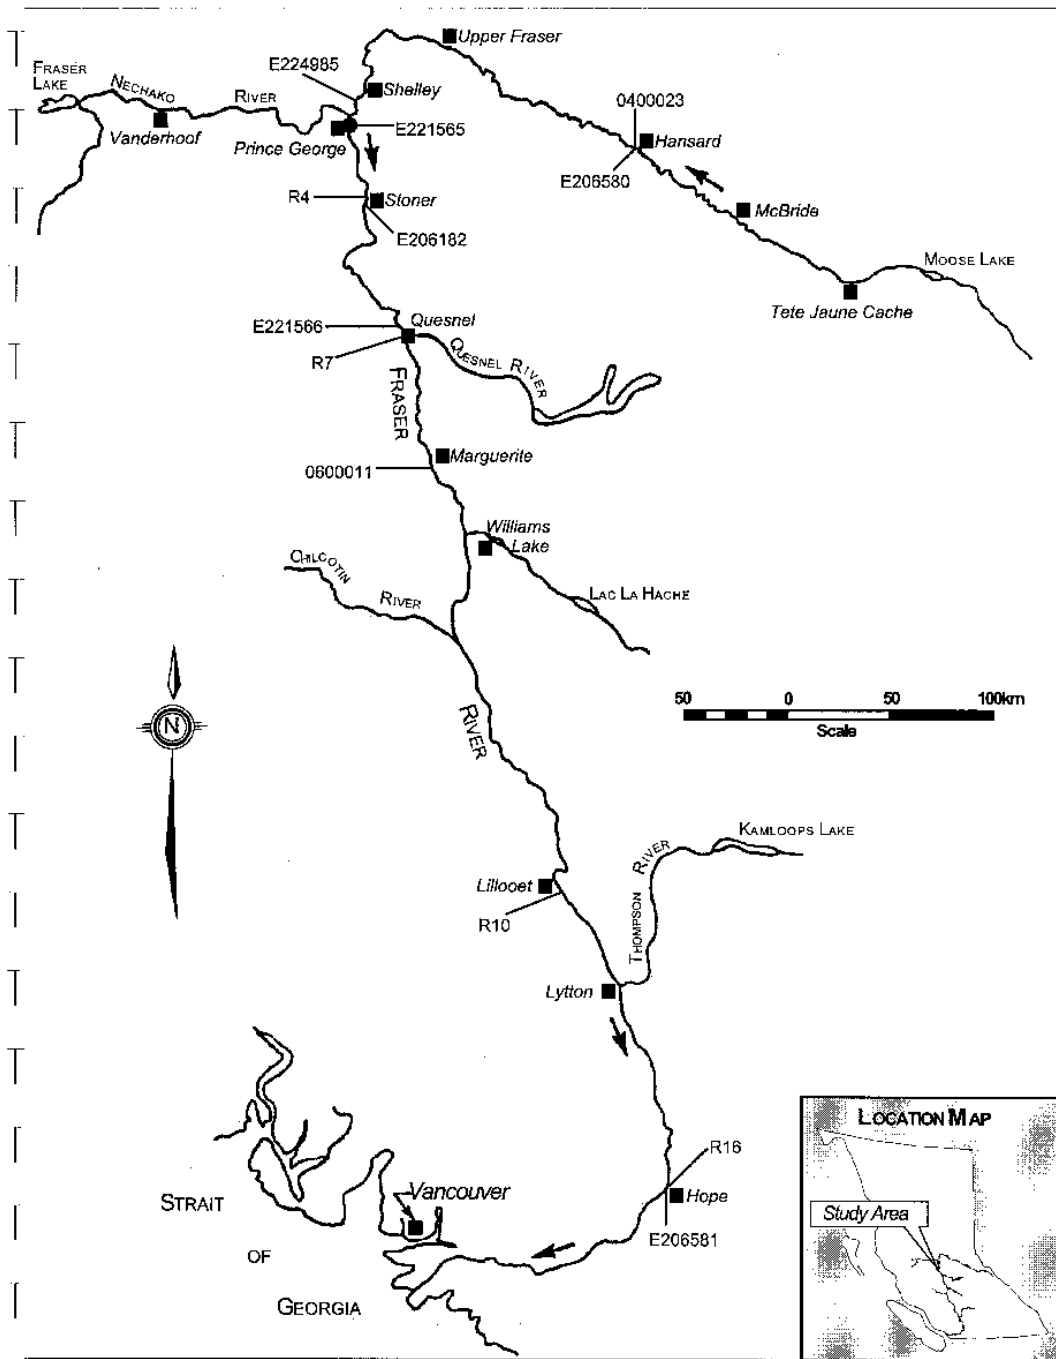 Upper Fraser
E224985
FRASER
LAKE
NECHAKO
RIVER
Shelley
0400023
Vanderhoof
Prince George
E221565
Hansard
E206580
R4
Stoner
McBride
E206182
MOOSE LAKE
Tete Jaune Cache
E221566
Quesnel
R7
QUESNEL RIVER
FRASER
Marguerite
0600011
Williams
Lake
CHILCOTIN
RIVER
LAC LA HACHE
50 0 50 100km
Scale
N
RIVER
KAMLOOPS LAKE
THOMPSON RIVER
Lillooet
R10
Lytton
LOCATION MAP
R16
Vancouver
Hope
STRAIT
Study Area
E206581
OF
GEORGIA